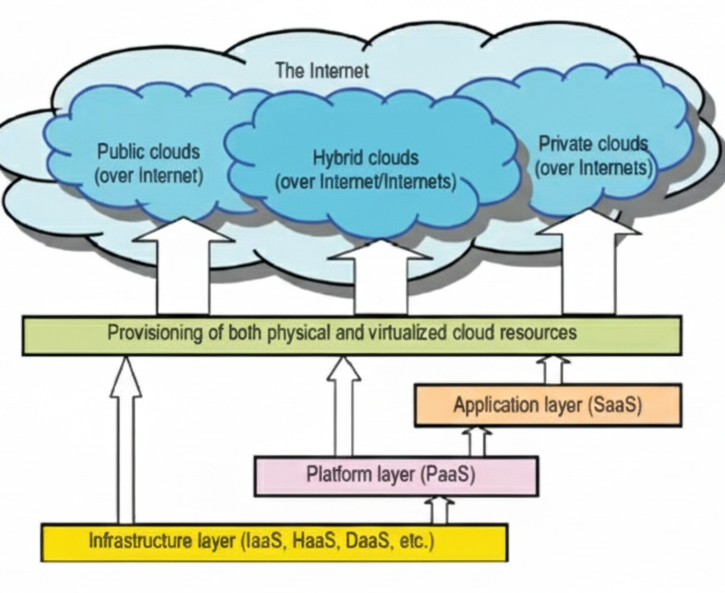 The Internet
Public clouds
(over Internet)
Hybrid clouds
(over Internet/Internets)
Private clouds
(over Internets)
Provisioning of both physical and virtualized cloud resources
Application layer (SaaS)
Platform layer (PaaS)
Infrastructure layer (IaaS, HaaS, DaaS, etc.)